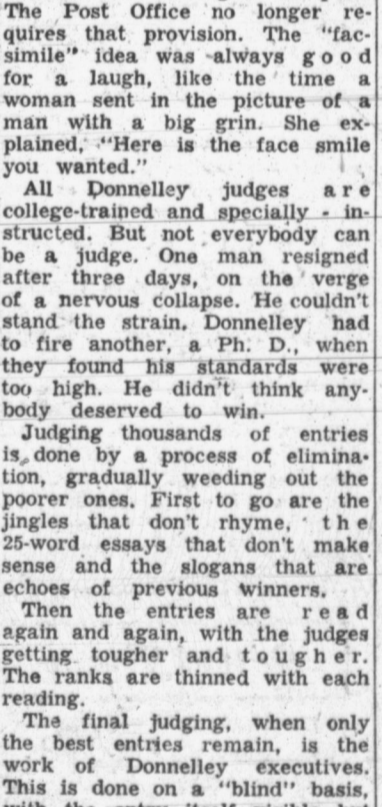 The Post Office no longer re-
quires that provision. The "fac-
simile" idea was always good
for a laugh, like the time a
woman sent in the picture of a
man with a big grin. She ex-
plained, "Here is the face smile
you wanted."
All Donnelley judges are
college-trained and specially - in-
structed. But not everybody can
be a judge. One man resigned
after three days, on the verge
of a nervous collapse. He couldn't
stand the strain. Donnelley had
to fire another, a Ph. D., when
they found his standards were
too high. He didn't think any-
body deserved to win.
Judging thousands of entries
is done by a process of elimina-
tion, gradually weeding out the
poorer ones. First to go are the
jingles that don't rhyme, the
25-word essays that don't make
sense and the slogans that are
echoes of previous winners.
Then the entries are read
again and again, with the judges
getting tougher and tougher.
The ranks are thinned with each
reading.
The final judging, when only
the best entries remain, is the
work of Donnelley executives.
This is done on a "blind" basis,